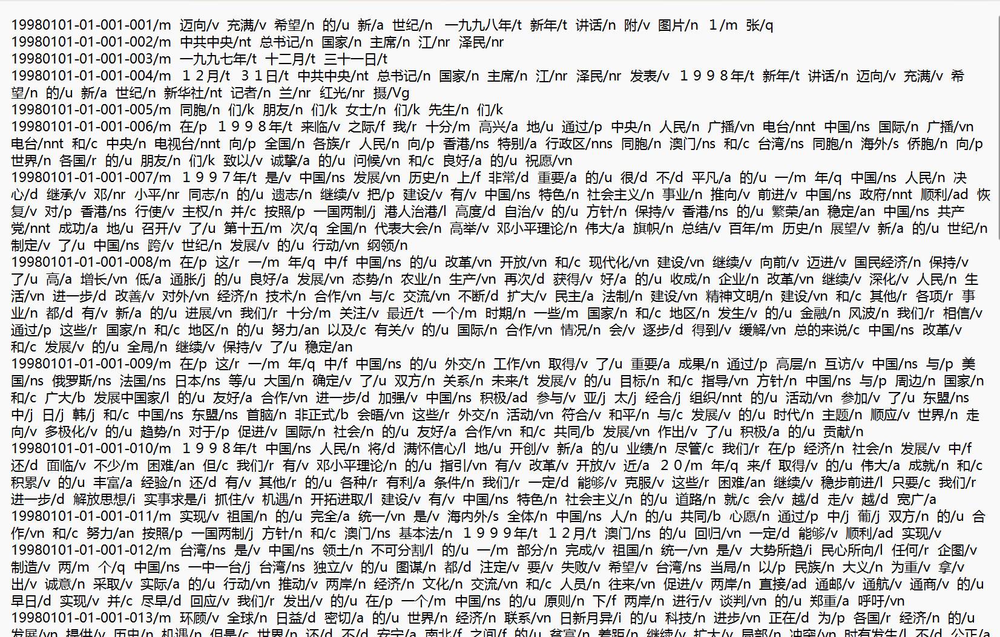 19980101-01-001-001/m 迈向/v 充满/v 希望/n 的/u 新/a 世纪/n 一九九八年/t 新年/t 讲话/n 附/v 图片/n １/m 张/q
19980101-01-001-002/m 中共中央/nt 总书记/n 国家/n 主席/n 江/nr 泽民/nr
19980101-01-001-003/m 一九九七年/t 十二月/t 三十一日/t
19980101-01-001-004/m １２月/t ３１日/t 中共中央/nt 总书记/n 国家/n 主席/n 江/nr 泽民/nr 发表/v １９９８年/t 新年/t 讲话/n 迈向/v 充满/v 希
望/n 的/u 新/a 世纪/n 新华社/nt 记者/n 兰/nr 红光/nr 摄/Vg
19980101-01-001-005/m 同胞/n 们/k 朋友/n 们/k 女士/n 们/k 先生/n 们/k
19980101-01-001-006/m 在/p １９９８年/t 来临/v 之际/f 我/r 十分/m 高兴/a 地/u 通过/p 中央/n 人民/n 广播/vn 电台/nnt 中国/ns 国际/n 广播/vn
电台/nnt 和/c 中央/n 电视台/nnt 向/p 全国/n 各族/r 人民/n 向/p 香港/ns 特别/a 行政区/nns 同胞/n 澳门/ns 和/c 台湾/ns 同胞/n 海外/s 侨胞/n 向/p
世界/n 各国/r 的/u 朋友/n 们/k 致以/v 诚挚/a 的/u 问候/vn 和/c 良好/a 的/u 祝愿/vn
19980101-01-001-007/m １９９７年/t 是/v 中国/ns 发展/vn 历史/n 上/f 非常/d 重要/a 的/u 很/d 不/d 平凡/a 的/u 一/m 年/q 中国/ns 人民/n 决
心/d 继承/v 邓/nr 小平/nr 同志/n 的/u 遗志/n 继续/v 把/p 建设/v 有/v 中国/ns 特色/n 社会主义/n 事业/n 推向/v 前进/v 中国/ns 政府/nnt 顺利/ad 恢
复/v 对/p 香港/ns 行使/v 主权/n 并/c 按照/p 一国两制/j 港人治港/l 高度/d 自治/v 的/u 方针/n 保持/v 香港/ns 的/u 繁荣/an 稳定/an 中国/ns 共产
党/nnt 成功/a 地/u 召开/v 了/u 第十五/m 次/q 全国/n 代表大会/n 高举/v 邓小平理论/n 伟大/a 旗帜/n 总结/v 百年/m 历史/n 展望/v 新/a 的/u 世纪/n
制定/v 了/u 中国/ns 跨/v 世纪/n 发展/v 的/u 行动/vn 纲领/n
19980101-01-001-008/m 在/p 这/r 一/m 年/q 中/f 中国/ns 的/u 改革/vn 开放/vn 和/c 现代化/vn 建设/vn 继续/v 向前/v 迈进/v 国民经济/n 保持/v
了/u 高/a 增长/vn 低/a 通胀/j 的/u 良好/a 发展/vn 态势/n 农业/n 生产/vn 再次/d 获得/v 好/a 的/u 收成/n 企业/n 改革/vn 继续/v 深化/v 人民/n 生
活/vn 进一步/d 改善/v 对外/vn 经济/n 技术/n 合作/vn 与/c 交流/vn 不断/d 扩大/v 民主/a 法制/n 建设/vn 精神文明/n 建设/vn 和/c 其他/r 各项/r 事
业/n 都/d 有/v 新/a 的/u 进展/vn 我们/r 十分/m 关注/v 最近/t 一个/m 时期/n 一些/m 国家/n 和/c 地区/n 发生/v 的/u 金融/n 风波/n 我们/r 相信/v
通过/p 这些/r 国家/n 和/c 地区/n 的/u 努力/an 以及/c 有关/v 的/u 国际/n 合作/vn 情况/n 会/v 逐步/d 得到/v 缓解/vn 总的来说/c 中国/ns 改革/v
和/c 发展/v 的/u 全局/n 继续/v 保持/v 了/u 稳定/an
19980101-01-001-009/m 在/p 这/r 一/m 年/q 中/f 中国/ns 的/u 外交/n 工作/vn 取得/v 了/u 重要/a 成果/n 通过/p 高层/n 互访/v 中国/ns 与/p 美
国/ns 俄罗斯/ns 法国/ns 日本/ns 等/u 大国/n 确定/v 了/u 双方/n 关系/n 未来/t 发展/v 的/u 目标/n 和/c 指导/vn 方针/n 中国/ns 与/p 周边/n 国家/n
和/c 广大/b 发展中国家/l 的/u 友好/a 合作/vn 进一步/d 加强/v 中国/ns 积极/ad 参与/v 亚/j 太/j 经合/j 组织/nnt 的/u 活动/vn 参加/v 了/u 东盟/ns
中/j 日/j 韩/j 和/c 中国/ns 东盟/ns 首脑/n 非正式/b 会晤/vn 这些/r 外交/n 活动/vn 符合/v 和平/n 与/c 发展/v 的/u 时代/n 主题/n 顺应/v 世界/n 走
向/v 多极化/v 的/u 趋势/n 对于/p 促进/v 国际/n 社会/n 的/u 友好/a 合作/vn 和/c 共同/b 发展/vn 作出/v 了/u 积极/a 的/u 贡献/n
19980101-01-001-010/m １９９８年/t 中国/ns 人民/n 将/d 满怀信心/l 地/u 开创/v 新/a 的/u 业绩/n 尽管/c 我们/r 在/p 经济/n 社会/n 发展/v 中/f
还/d 面临/v 不少/m 困难/an 但/c 我们/r 有/v 邓小平理论/n 的/u 指引/vn 有/v 改革/v 开放/v 近/a ２０/m 年/q 来/f 取得/v 的/u 伟大/a 成就/n 和/c
积累/v 的/u 丰富/a 经验/n 还/d 有/v 其他/r 的/u 各种/r 有利/a 条件/n 我们/r 一定/d 能够/v 克服/v 这些/r 困难/an 继续/v 稳步前进/l 只要/c 我们/r
进一步/d 解放思想/i 实事求是/i 抓住/v 机遇/n 开拓进取/l 建设/v 有/v 中国/ns 特色/n 社会主义/n 的/u 道路/n 就/c 会/v 越/d 走/v 越/d 宽广/a
19980101-01-001-011/m 实现/v 祖国/n 的/u 完全/a 统一/vn 是/v 海内外/s 全体/n 中国/ns 人/n 的/u 共同/b 心愿/n 通过/p 中/j 葡/j 双方/n 的/u 合
作/vn 和/c 努力/an 按照/p 一国两制/j 方针/n 和/c 澳门/ns 基本法/n １９９９年/t １２月/t 澳门/ns 的/u 回归/vn 一定/d 能够/v 顺利/ad 实现/v
19980101-01-001-012/m 台湾/ns 是/v 中国/ns 领土/n 不可分割/l 的/u 一/m 部分/n 完成/v 祖国/n 统一/vn 是/v 大势所趋/i 民心所向/l 任何/r 企图/v
制造/v 两/m 个/q 中国/ns 一中一台/j 台湾/ns 独立/v 的/u 图谋/n 都/d 注定/v 要/v 失败/v 希望/v 台湾/ns 当局/n 以/p 民族/n 大义/n 为重/v 拿/v
出/v 诚意/n 采取/v 实际/a 的/u 行动/vn 推动/v 两岸/n 经济/n 文化/n 交流/vn 和/c 人员/n 往来/vn 促进/v 两岸/n 直接/ad 通邮/v 通航/v 通商/v 的/u
早日/d 实现/v 并/c 尽早/d 回应/v 我们/r 发出/v 的/u 在/p 一个/m 中国/ns 的/u 原则/n 下/f 两岸/n 进行/v 谈判/vn 的/u 郑重/a 呼吁/vn
19980101-01-001-013/m 环顾/v 全球/n 日益/d 密切/a 的/u 世界/n 经济/n 联系/vn 日新月异/i 的/u 科技/n 进步/vn 正在/d 为/p 各国/r 经济/n 的/u
发展/vn 提供/v 历史/n 机遇/n 但是/c 世界/n 还/d 不/d 安宁/a 南北/f 之间/f 的/u 贫富/n 差距/n 继续/v 扩大/v 局部/n 冲突/vn 时有发生/l 不/d 公正/a